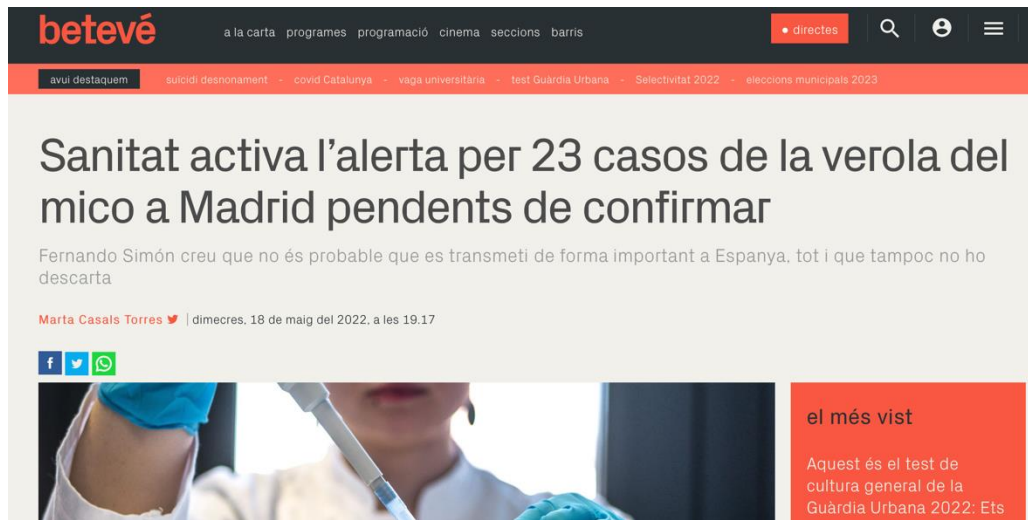 betevé
a la carta programes programació cinema seccions barris
directes
avui destaquem
suïcidi desnonament - covid Catalunya - vaga universitària - test Guàrdia Urbana - Selectivitat 2022 - eleccions municipals 2023
Sanitat activa l’alerta per 23 casos de la verola del
mico a Madrid pendents de confirmar
Fernando Simón creu que no és probable que es transmeti de forma important a Espanya, tot i que tampoc no ho
descarta
Marta Casals Torres | dimecres, 18 de maig del 2022, a les 19.17
el més vist
Aquest és el test de
cultura general de la
Guàrdia Urbana 2022: Ets